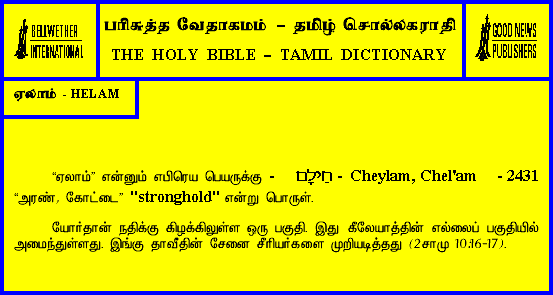 BELLWETHER
INTERNATIONAL
பரிசுத்த வேதாகமம் – தமிழ் சொல்லகராதி
THE HOLY BIBLE – TAMIL DICTIONARY
GOOD NEWS
PUBLISHERS
ஏலாம் - HELAM
“ஏலாம்” என்னும் எபிரெய பெயருக்கு - חֵלָם - Cheylam, Chel'am - 2431
“அரண், கோட்டை” "stronghold" என்று பொருள்.
யோர்தான் நதிக்கு கிழக்கிலுள்ள ஒரு பகுதி. இது கீலேயாத்தின் எல்லைப் பகுதியில்
அமைந்துள்ளது. இங்கு தாவீதின் சேனை சீரியர்களை முறியடித்தது (2சாமு 10:16-17).